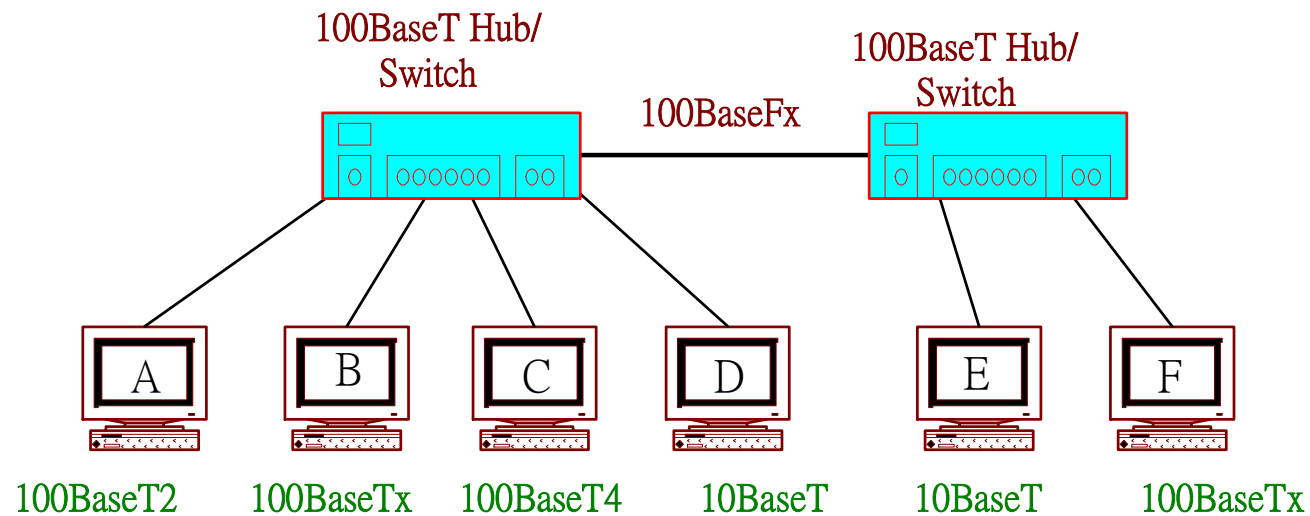 100BaseT Hub/
Switch
100BaseT Hub/
Switch
100BaseFx
A
B
C
D
E
F
100BaseT2
100BaseTx
100BaseT4
10BaseT
10BaseT
100BaseTx